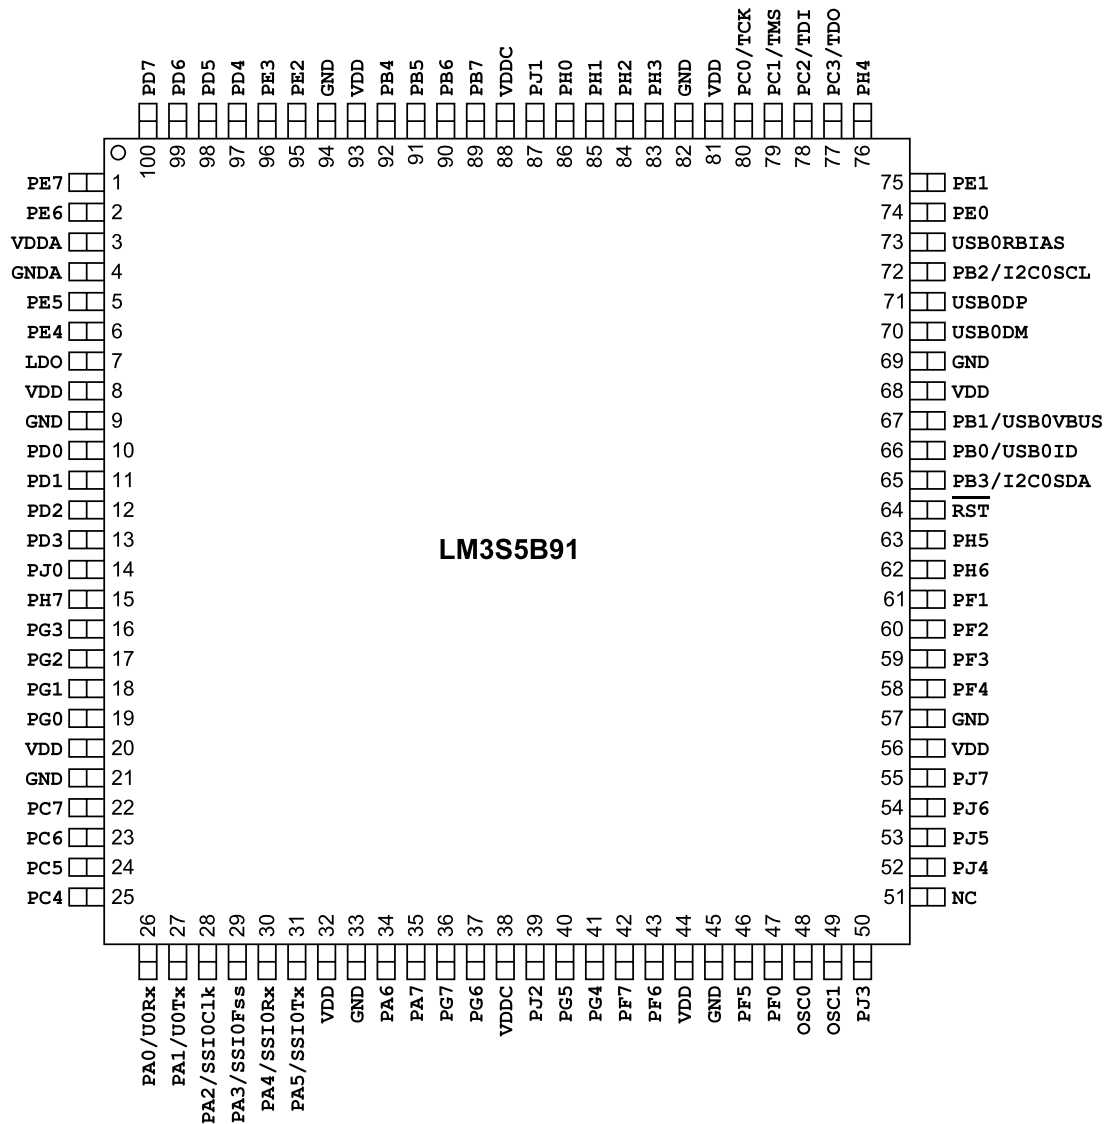 PD7 PD6 PD5 PD4 PE3 PE2 GND VDD PB4 PB5 PB6 PB7 VDDC PJ1 PH0 PH1 PH2 PH3 GND VDD PC0/TCK PC1/TMS PC2/TDI PC3/TDO PH4
100 99 98 97 96 95 94 93 92 91 90 89 88 87 86 85 84 83 82 81 80 79 78 77 76
PE7 1 75 PE1
PE6 2 74 PE0
VDDA 3 73 USB0RBIAS
GNDA 4 72 PB2/I2C0SCL
PE5 5 71 USB0DP
PE4 6 70 USB0DM
LDO 7 69 GND
VDD 8 68 VDD
GND 9 67 PB1/USB0VBUS
PD0 10 66 PB0/USB0ID
PD1 11 65 PB3/I2C0SDA
PD2 12 64 RST
PD3 13 63 PH5
LM3S5B91
PJ0 14 62 PH6
PH7 15 61 PF1
PG3 16 60 PF2
PG2 17 59 PF3
PG1 18 58 PF4
PG0 19 57 GND
VDD 20 56 VDD
GND 21 55 PJ7
PC7 22 54 PJ6
PC6 23 53 PJ5
PC5 24 52 PJ4
PC4 25 51 NC
26 27 28 29 30 31 32 33 34 35 36 37 38 39 40 41 42 43 44 45 46 47 48 49 50
PA0/U0Rx PA1/U0Tx PA2/SSI0Clk PA3/SSI0Fss PA4/SSI0Rx PA5/SSI0Tx VDD GND PA6 PA7 PG7 PG6 VDDC PJ2 PG5 PG4 PF7 PF6 VDD GND PF5 PF0 OSC0 OSC1 PJ3